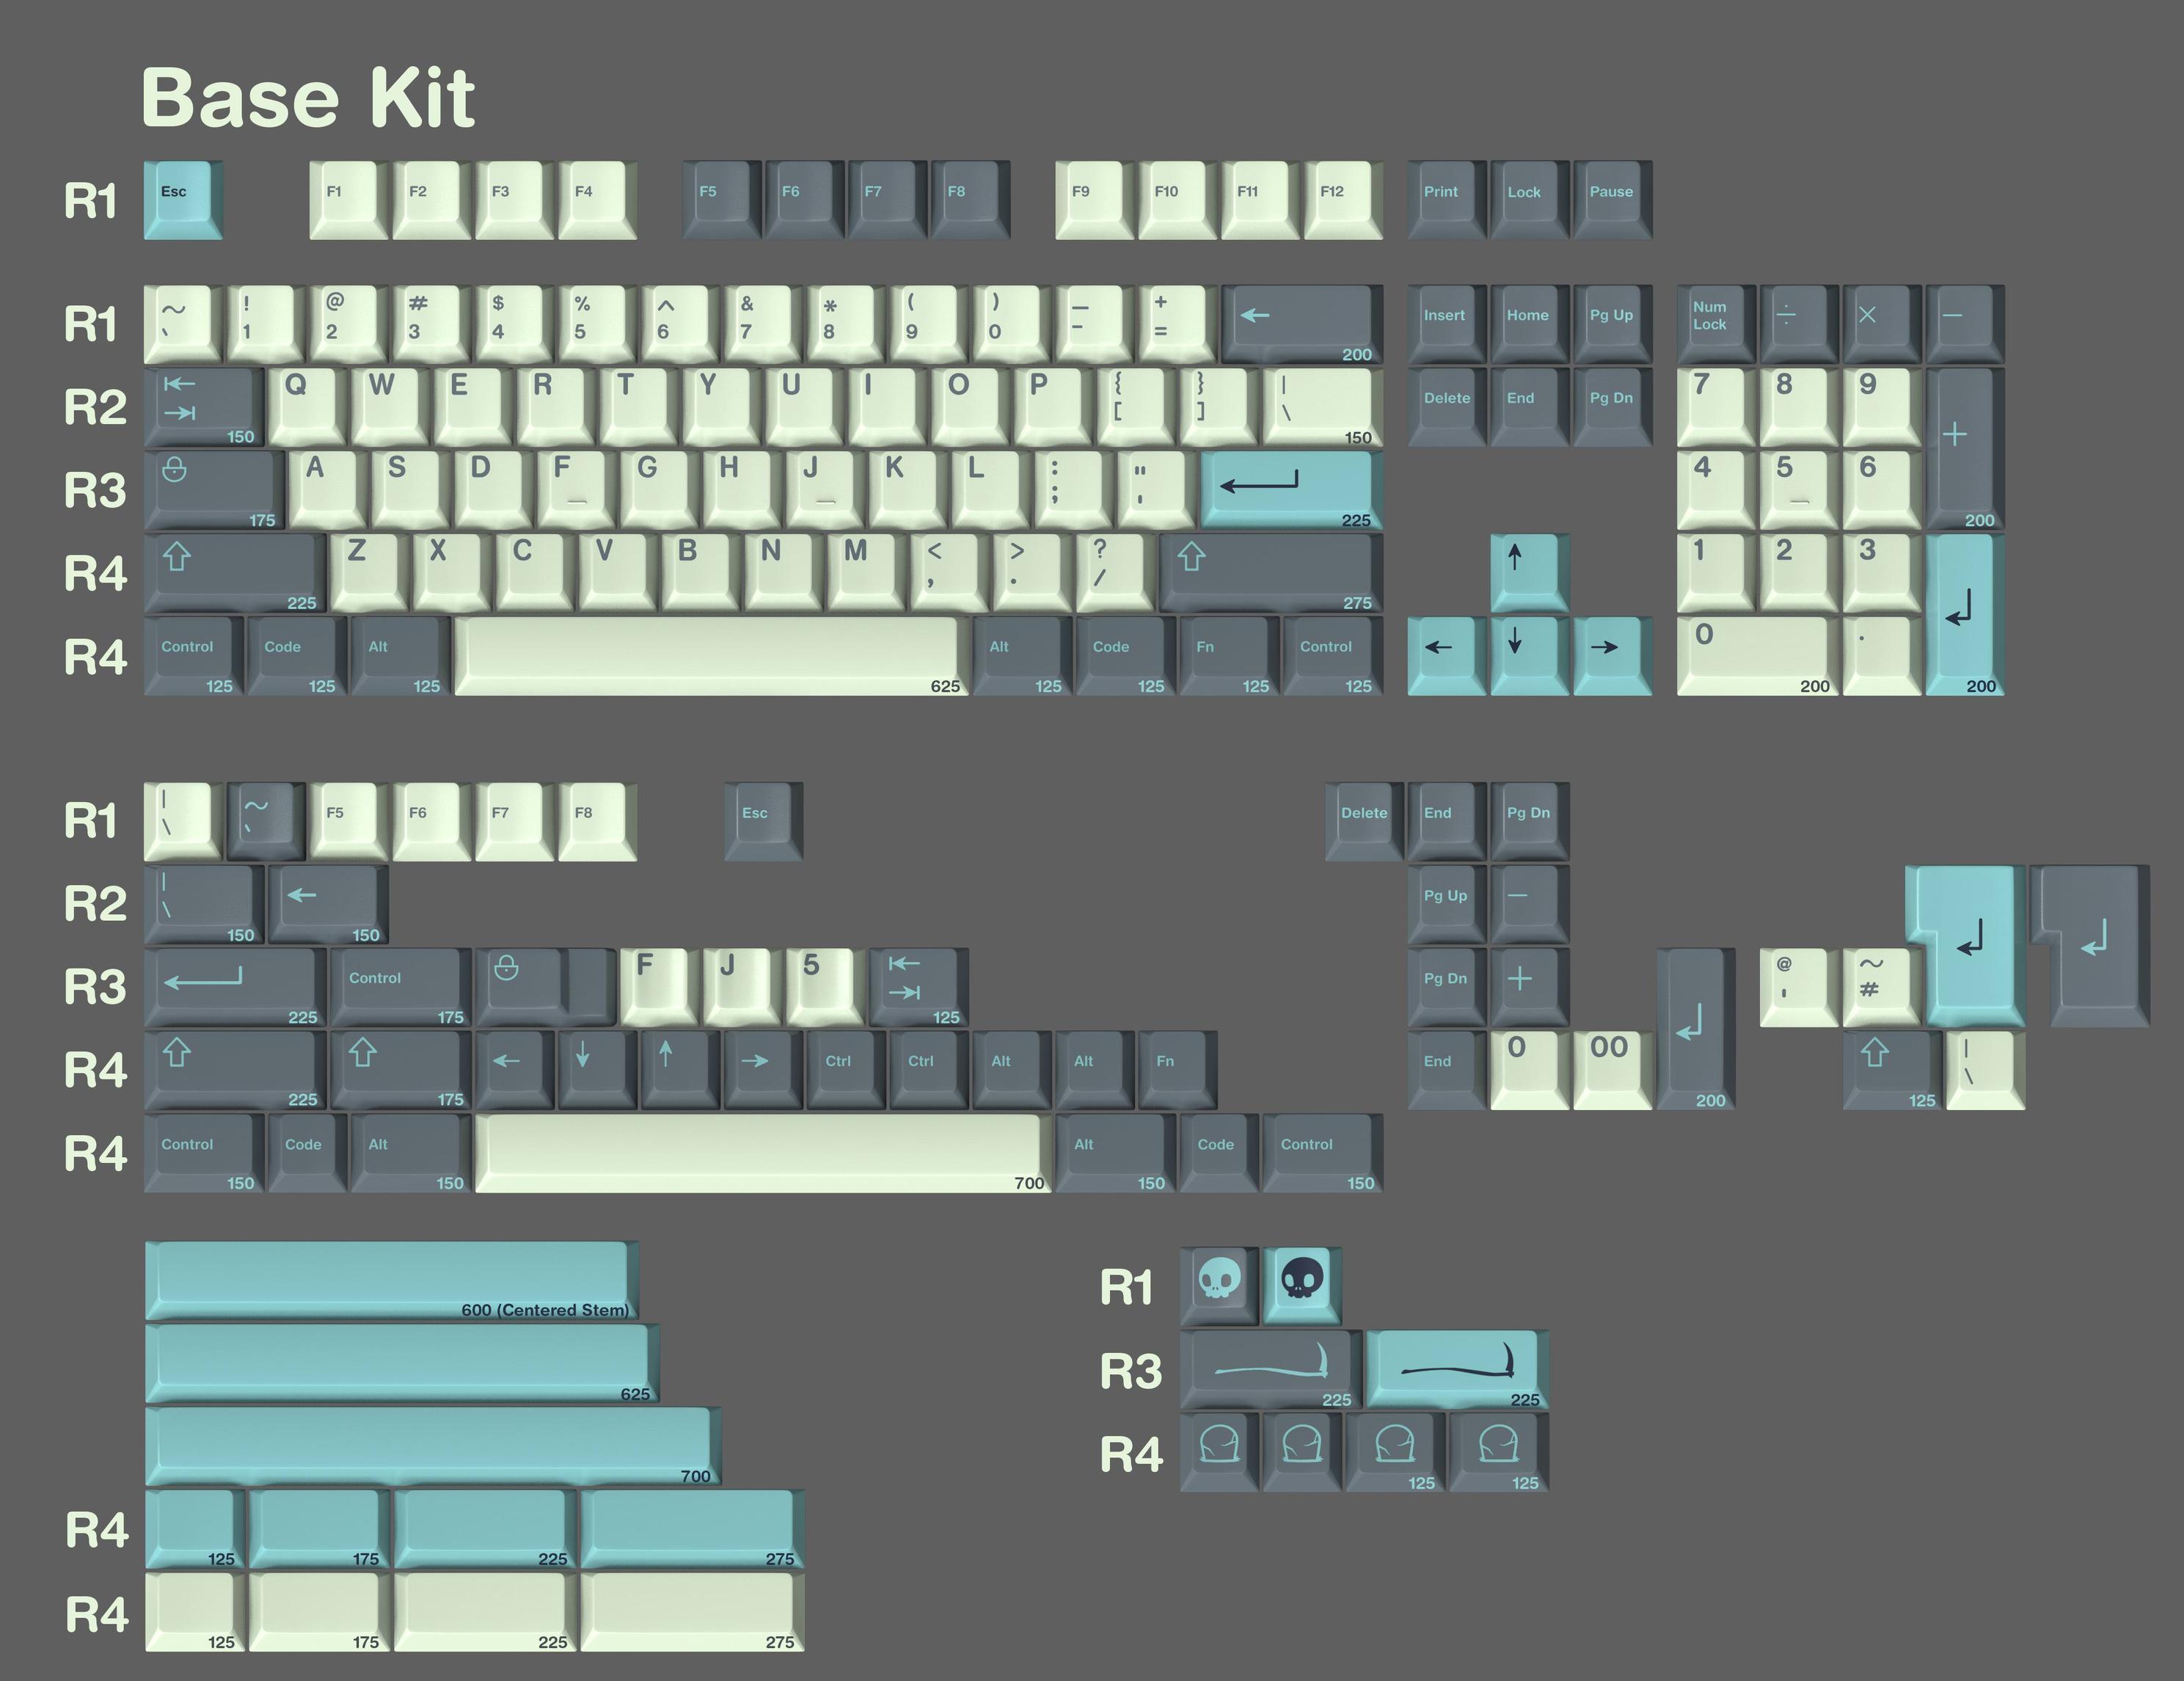 Base Kit
R1 Esc F1 F2 F3 F4 F5 F6 F7 F8 F9 F10 F11 F12 Print Lock Pause
R1 ~ ` ! 1 @ 2 # 3 $ 4 % 5 ^ 6 & 7 * 8 ( 9 ) 0 _ - + = ← 200 Insert Home Pg Up Num Lock ÷ × −
R2 ⇤ ⇥ 150 Q W E R T Y U I O P { [ } ] | \ 150 Delete End Pg Dn 7 8 9 + 200
R3 175 A S D F G H J K L : ; " ' ↵ 225 4 5 6
R4 ⇧ 225 Z X C V B N M < , > . ? / ⇧ 275 ↑ 1 2 3 ↵ 200
R4 Control 125 Code 125 Alt 125 625 Alt 125 Code 125 Fn 125 Control 125 ← ↓ → 0 200 .
R1 | \ ~ ` F5 F6 F7 F8 Esc Delete End Pg Dn
R2 | \ 150 ← 150 Pg Up − ↵ ↵
R3 ↵ 225 Control 175 F J 5 ⇤ ⇥ 125 Pg Dn + ↵ 200 @ ' ~ #
R4 ⇧ 225 ⇧ 175 ← ↓ ↑ → Ctrl Ctrl Alt Alt Fn End 0 00 ⇧ 125 | \
R4 Control 150 Code Alt 150 700 Alt 150 Code Control 150
600 (Centered Stem)
625
700
R4 125 175 225 275
R4 125 175 225 275
R1
R3 225 225
R4 125 125